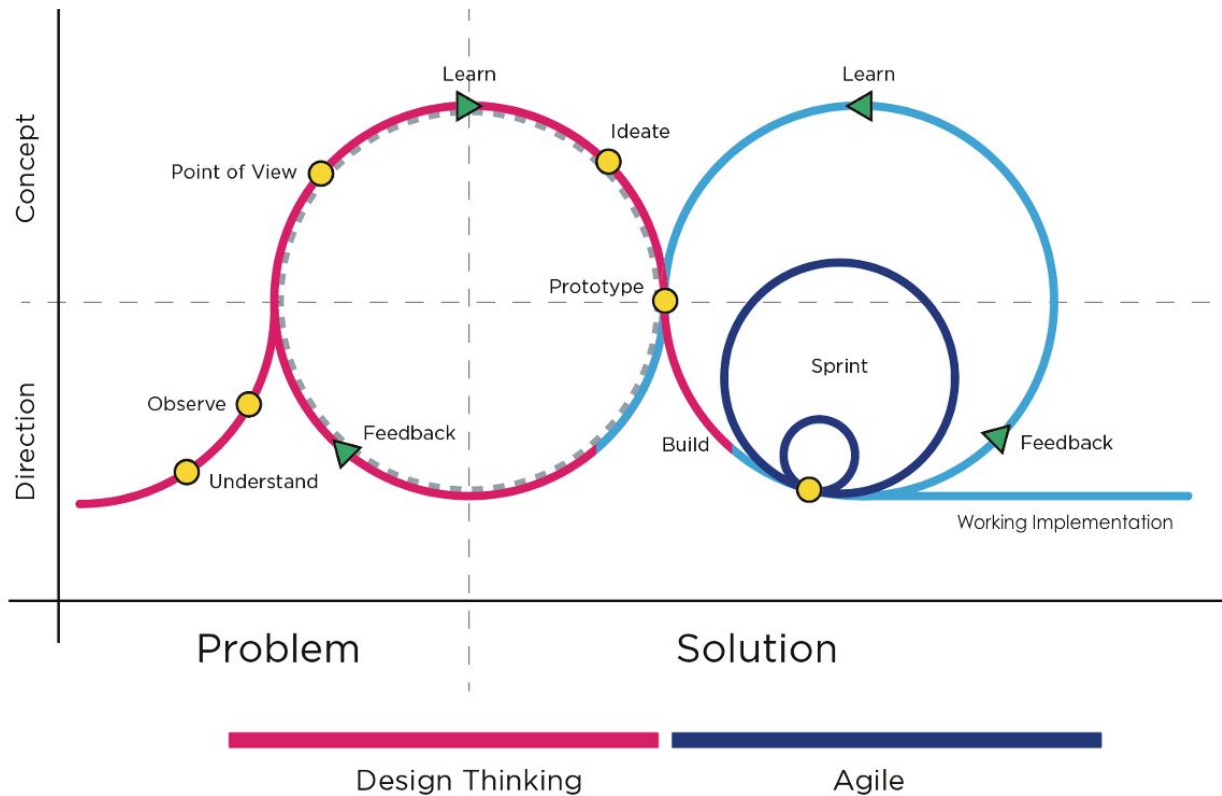 Concept
Direction
Learn
Point of View
Ideate
Prototype
Observe
Understand
Feedback
Learn
Sprint
Build
Feedback
Working Implementation
Problem
Solution
Design Thinking
Agile